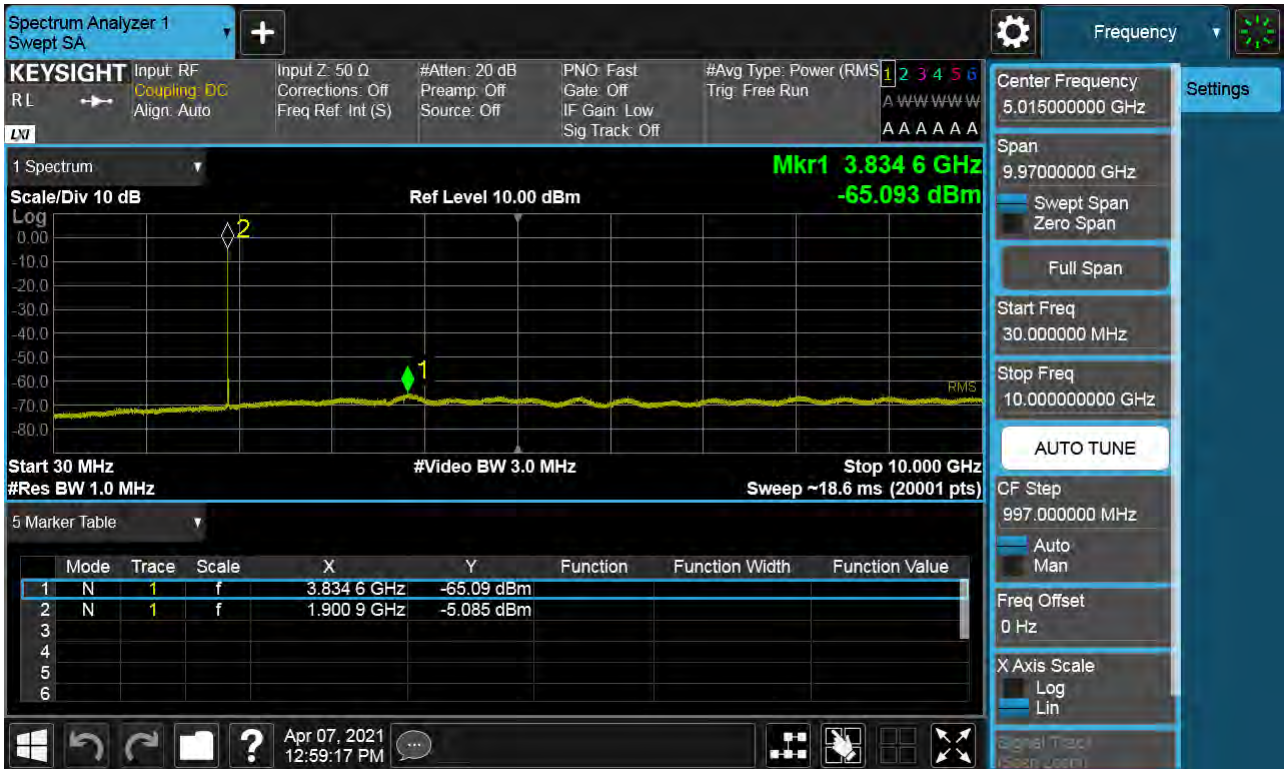 Spectrum Analyzer 1
Swept SA
+
Frequency
KEYSIGHT
RL
LXI
Input: RF
Coupling: DC
Align: Auto
Input Z: 50 Ω
Corrections: Off
Freq Ref: Int (S)
#Atten: 20 dB
Preamp: Off
Source: Off
PNO: Fast
Gate: Off
IF Gain: Low
Sig Track: Off
#Avg Type: Power (RMS
Trig: Free Run
1 2 3 4 5 6
A W W W W W
A A A A A A
1 Spectrum
Mkr1 3.834 6 GHz
Scale/Div 10 dB
Ref Level 10.00 dBm
-65.093 dBm
Log
0.00
-10.0
-20.0
-30.0
-40.0
-50.0
-60.0
-70.0
-80.0
2
1
RMS
Start 30 MHz
#Video BW 3.0 MHz
Stop 10.000 GHz
#Res BW 1.0 MHz
Sweep ~18.6 ms (20001 pts)
5 Marker Table
Mode Trace Scale X Y Function Function Width Function Value
1 N 1 f 3.834 6 GHz -65.09 dBm
2 N 1 f 1.900 9 GHz -5.085 dBm
3
4
5
6
?
Apr 07, 2021
12:59:17 PM
Center Frequency
5.015000000 GHz
Settings
Span
9.97000000 GHz
Swept Span
Zero Span
Full Span
Start Freq
30.000000 MHz
Stop Freq
10.000000000 GHz
AUTO TUNE
CF Step
997.000000 MHz
Auto
Man
Freq Offset
0 Hz
X Axis Scale
Log
Lin
Signal Track
(Span Zoom)